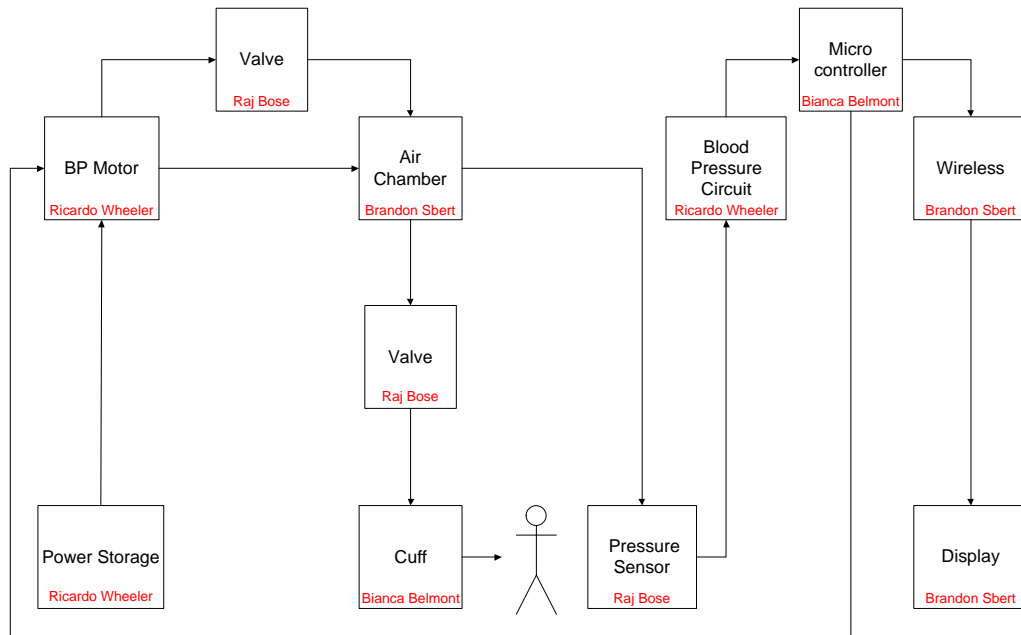 Valve
Raj Bose
Micro
controller
Bianca Belmont
BP Motor
Ricardo Wheeler
Air
Chamber
Brandon Sbert
Blood
Pressure
Circuit
Ricardo Wheeler
Wireless
Brandon Sbert
Valve
Raj Bose
Power Storage
Ricardo Wheeler
Cuff
Bianca Belmont
Pressure
Sensor
Raj Bose
Display
Brandon Sbert